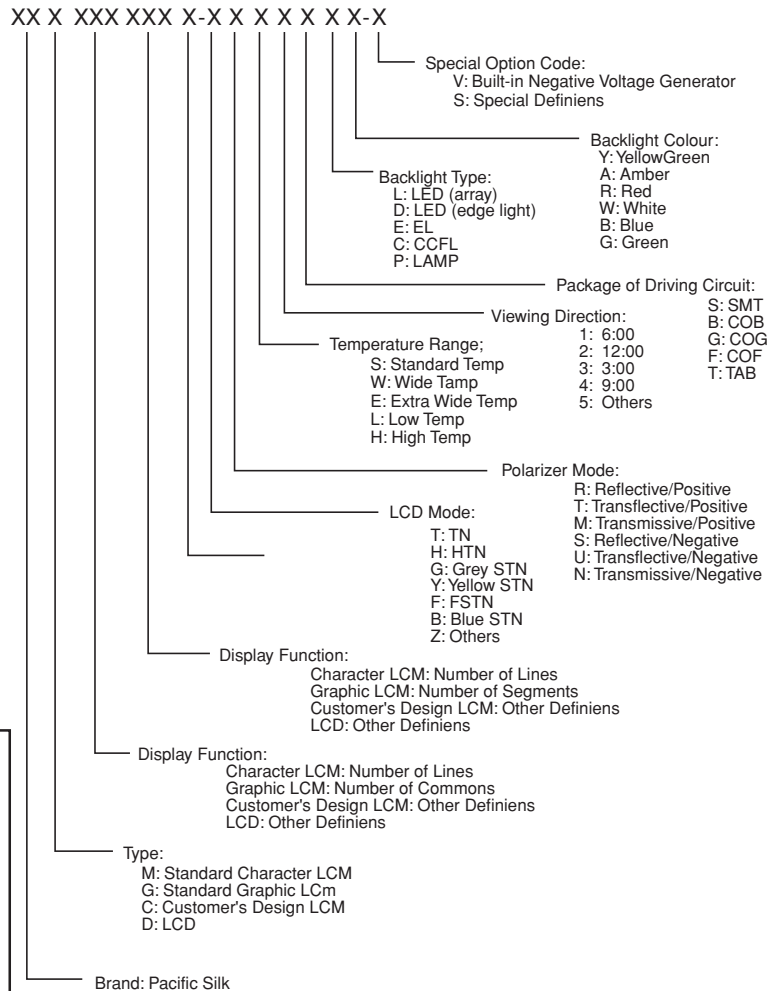 XX X XXX XXX X-X X X X X X X-X
Special Option Code:
V: Built-in Negative Voltage Generator
S: Special Definiens
Backlight Colour:
Y: YellowGreen
A: Amber
R: Red
W: White
B: Blue
G: Green
Backlight Type:
L: LED (array)
D: LED (edge light)
E: EL
C: CCFL
P: LAMP
Package of Driving Circuit:
S: SMT
B: COB
G: COG
F: COF
T: TAB
Viewing Direction:
1: 6:00
2: 12:00
3: 3:00
4: 9:00
5: Others
Temperature Range;
S: Standard Temp
W: Wide Tamp
E: Extra Wide Temp
L: Low Temp
H: High Temp
Polarizer Mode:
R: Reflective/Positive
T: Transflective/Positive
M: Transmissive/Positive
S: Reflective/Negative
U: Transflective/Negative
N: Transmissive/Negative
LCD Mode:
T: TN
H: HTN
G: Grey STN
Y: Yellow STN
F: FSTN
B: Blue STN
Z: Others
Display Function:
Character LCM: Number of Lines
Graphic LCM: Number of Segments
Customer's Design LCM: Other Definiens
LCD: Other Definiens
Display Function:
Character LCM: Number of Lines
Graphic LCM: Number of Commons
Customer's Design LCM: Other Definiens
LCD: Other Definiens
Type:
M: Standard Character LCM
G: Standard Graphic LCm
C: Customer's Design LCM
D: LCD
Brand: Pacific Silk